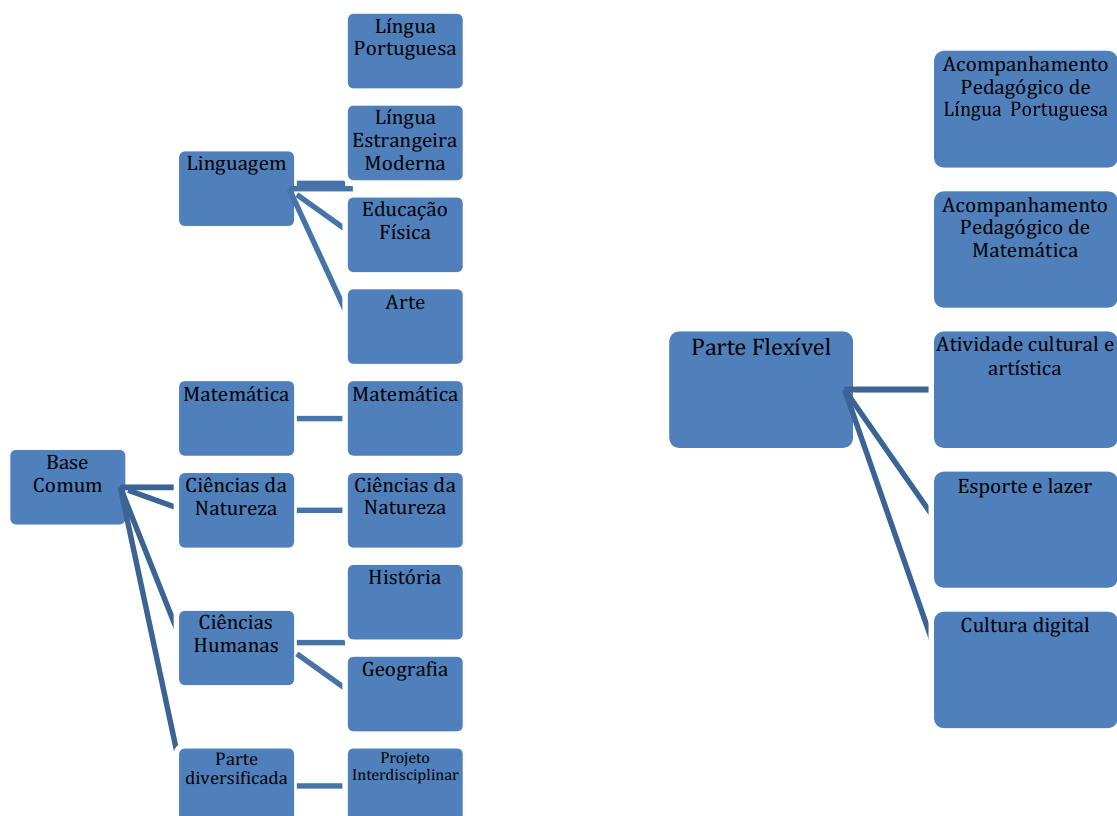 Base
Comum
Linguagem
Língua
Portuguesa
Língua
Estrangeira
Moderna
Educação
Física
Arte
Matemática
Matemática
Ciências da
Natureza
Ciências da
Natureza
Ciências
Humanas
História
Geografia
Parte
diversificada
Projeto
Interdisciplinar
Parte Flexível
Acompanhamento
Pedagógico de
Língua Portuguesa
Acompanhamento
Pedagógico de
Matemática
Atividade cultural e
artística
Esporte e lazer
Cultura digital